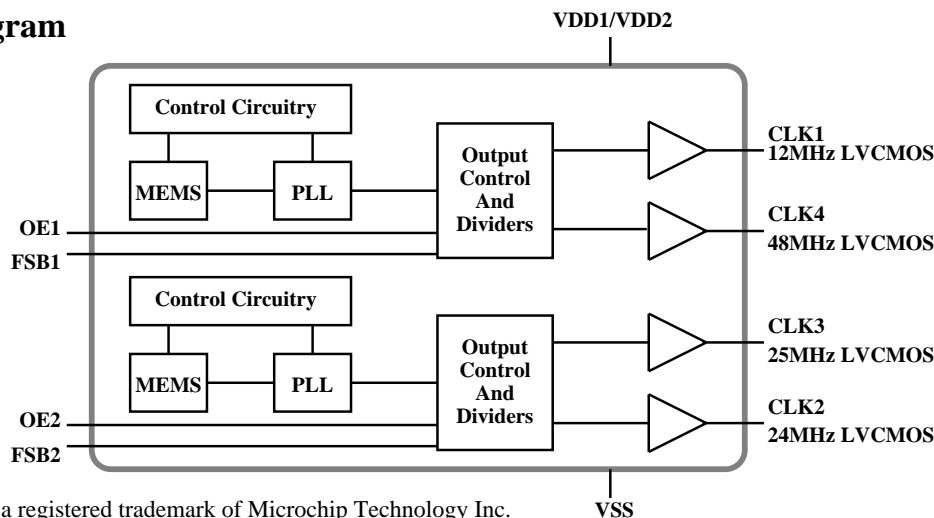 gram
VDD1/VDD2
Control Circuitry
MEMS
PLL
Output
Control
And
Dividers
CLK1
12MHz LVCMOS
CLK4
48MHz LVCMOS
OE1
FSB1
Control Circuitry
MEMS
PLL
Output
Control
And
Dividers
CLK3
25MHz LVCMOS
CLK2
24MHz LVCMOS
OE2
FSB2
a registered trademark of Microchip Technology Inc.
VSS